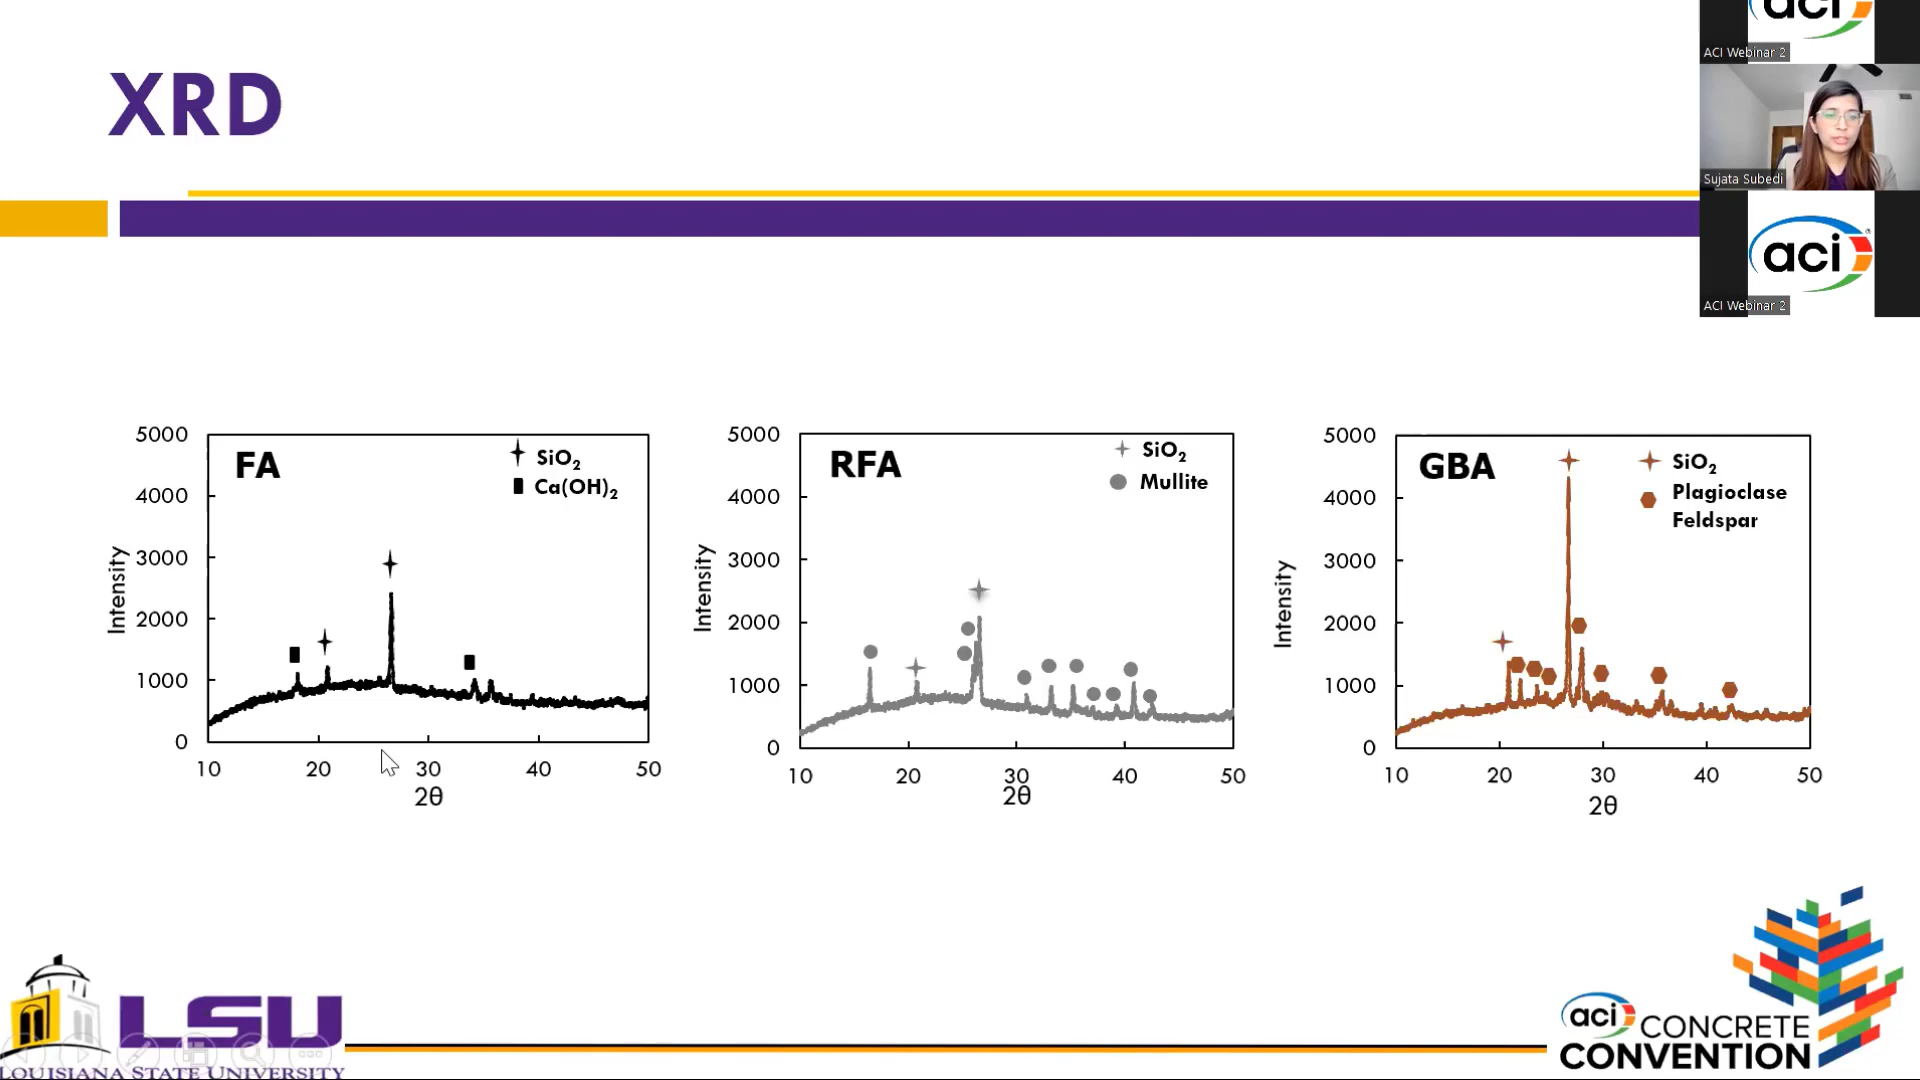 XRD
aci
ACI Webinar 2
Sujata Subedi
aci
®
ACI Webinar 2
5000
4000
3000
2000
1000
0
Intensity
FA
SiO₂
Ca(OH)₂
10 20 30 40 50
2θ
5000
4000
3000
2000
1000
0
Intensity
RFA
SiO₂
Mullite
10 20 30 40 50
2θ
5000
4000
3000
2000
1000
0
Intensity
GBA
SiO₂
Plagioclase
Feldspar
10 20 30 40 50
2θ
LSU
LOUISIANA STATE UNIVERSITY
aci CONCRETE
CONVENTION